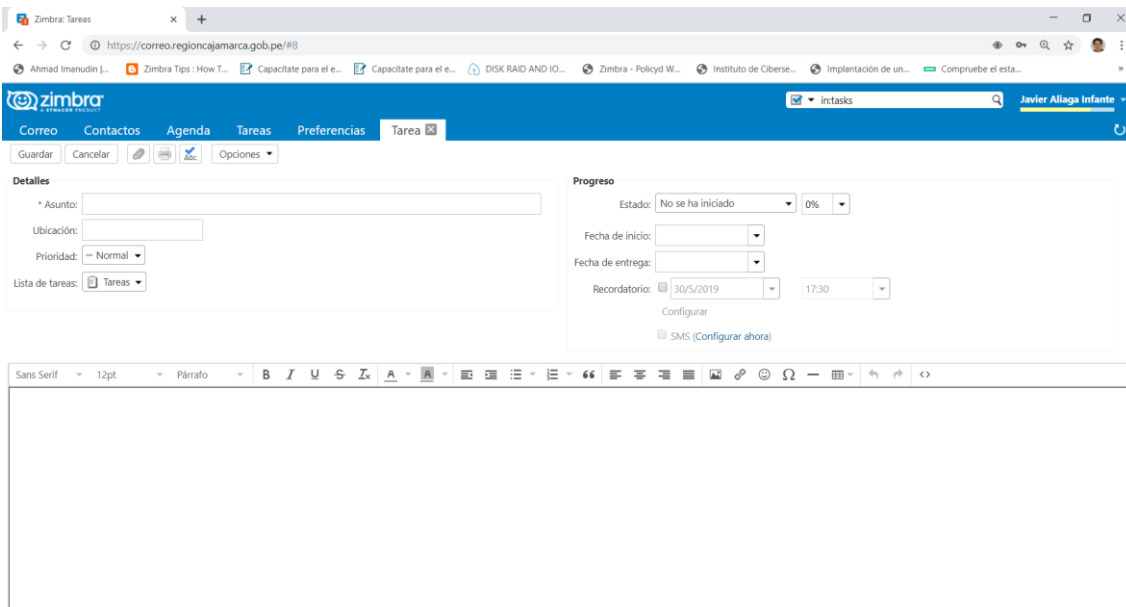 Zimbra: Tareas
https://correo.regioncajamarca.gob.pe/#8
Ahmad Imanudin |... Zimbra Tips : How T... Capacítate para el e... Capacítate para el e... DISK RAID AND IO... Zimbra - Policyd W... Instituto de Ciberse... Implantación de un... Compruebe el esta... »
zimbra
A SYNACOR PRODUCT
in:tasks
Javier Aliaga Infante
Correo Contactos Agenda Tareas Preferencias Tarea
Guardar Cancelar Abc Opciones
Detalles
* Asunto:
Ubicación:
Prioridad: Normal
Lista de tareas: Tareas
Progreso
Estado: No se ha iniciado 0%
Fecha de inicio:
Fecha de entrega:
Recordatorio: 30/5/2019 17:30
Configurar
SMS (Configurar ahora)
Sans Serif 12pt Párrafo B I U S Ix A A Ω